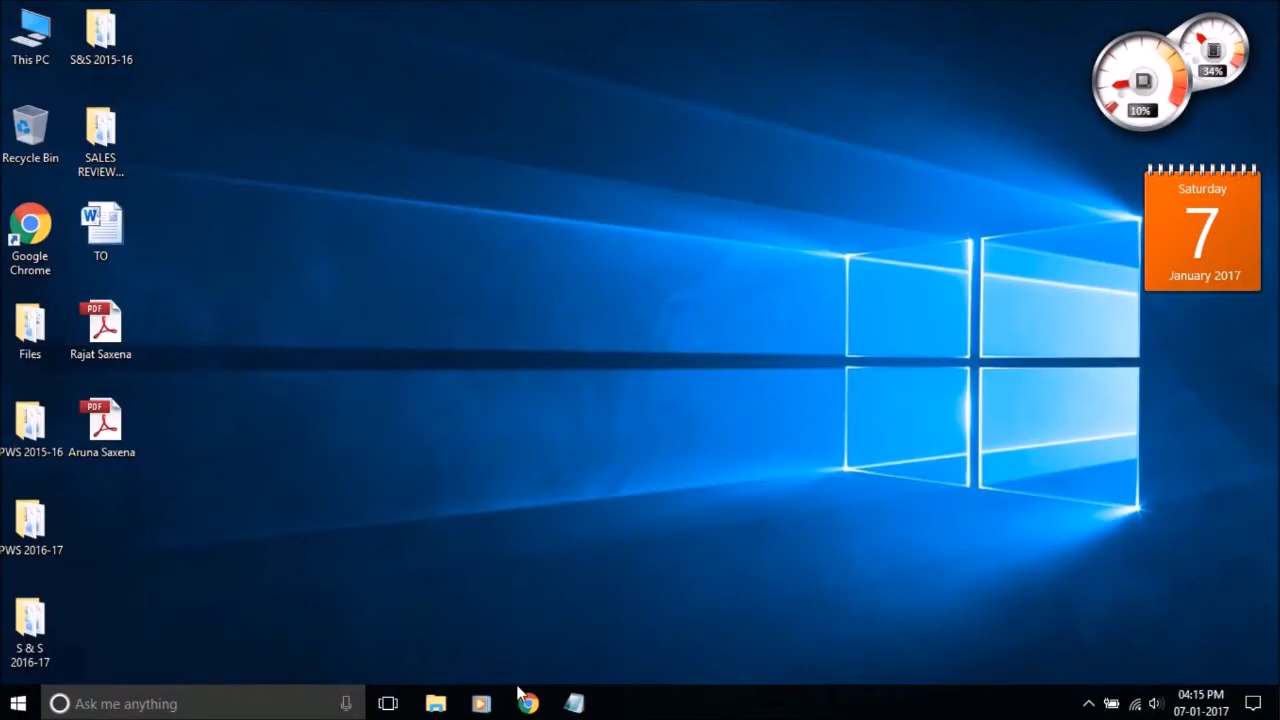 This PC
S&S 2015-16
Recycle Bin
SALES
REVIEW...
Google
Chrome
TO
Files
PDF
Rajat Saxena
PWS 2015-16
PDF
Aruna Saxena
PWS 2016-17
S & S
2016-17
34%
10%
Saturday
7
January 2017
Ask me anything
04:15 PM
07-01-2017